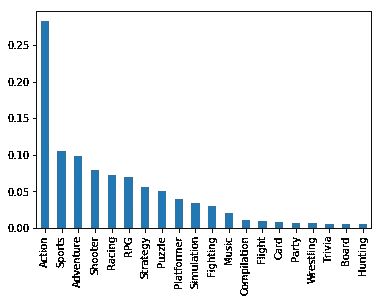 0.25
0.20
0.15
0.10
0.05
0.00
Action
Sports
Adventure
Shooter
Racing
RPG
Strategy
Puzzle
Platformer
Simulation
Fighting
Music
Compilation
Flight
Card
Party
Wrestling
Trivia
Board
Hunting